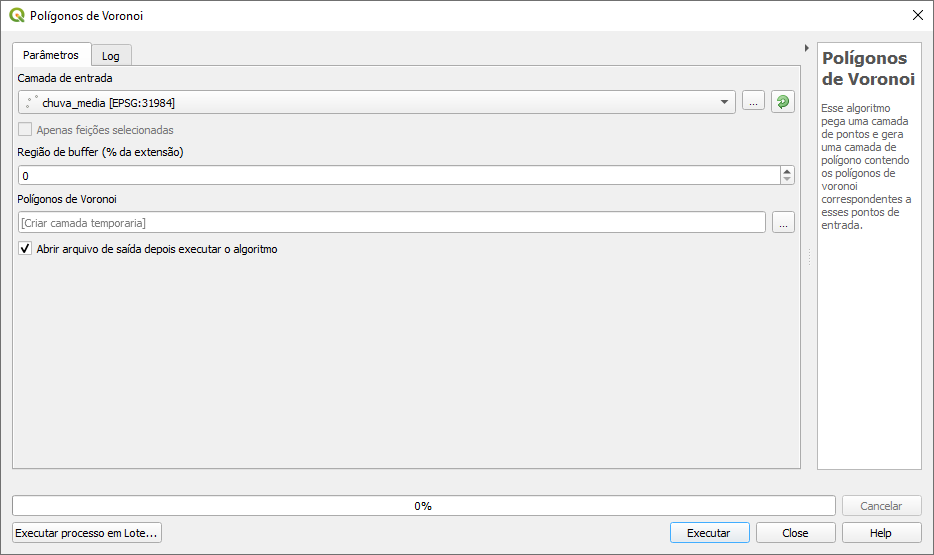 Polígonos de Voronoi
Parâmetros
Log
Camada de entrada
chuva_media [EPSG:31984]
...
Apenas feições selecionadas
Região de buffer (% da extensão)
0
Polígonos de Voronoi
[Criar camada temporaria]
...
Abrir arquivo de saída depois executar o algoritmo
Polígonos
de Voronoi
Esse algoritmo
pega uma camada
de pontos e gera
uma camada de
polígono contendo
os polígonos de
voronoi
correspondentes a
esses pontos de
entrada.
0%
Cancelar
Executar processo em Lote...
Executar
Close
Help